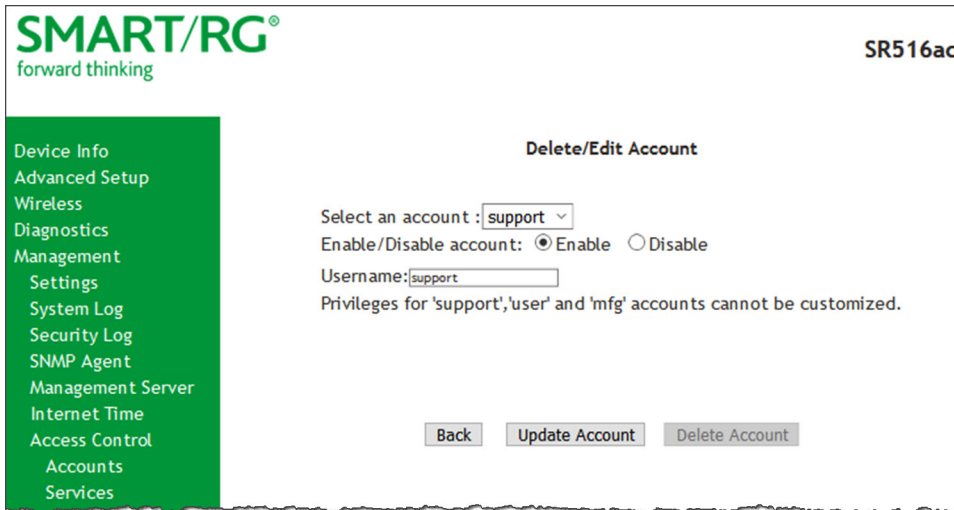 SMART/RG®
forward thinking
SR516ac
Device Info
Advanced Setup
Wireless
Diagnostics
Management
Settings
System Log
Security Log
SNMP Agent
Management Server
Internet Time
Access Control
Accounts
Services
Delete/Edit Account
Select an account : support
Enable/Disable account: Enable Disable
Username: support
Privileges for 'support','user' and 'mfg' accounts cannot be customized.
Back Update Account Delete Account